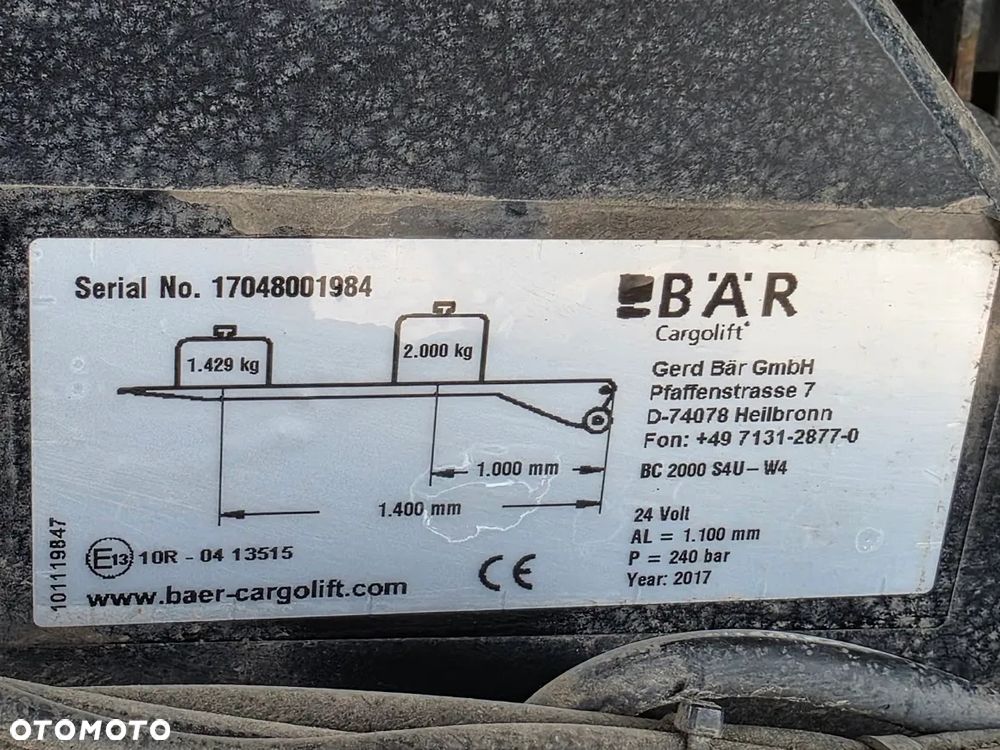 Serial No. 17048001984
1.429 kg
2.000 kg
1.000 mm
1.400 mm
BÄR
Cargolift
Gerd Bär GmbH
Pfaffenstrasse 7
D-74078 Heilbronn
Fon: +49 7131-2877-0
BC 2000 S4U - W4
24 Volt
AL = 1.100 mm
P = 240 bar
Year: 2017
101119847
E13 10R - 04 13515
CE
www.baer-cargolift.com
OTOMOTO